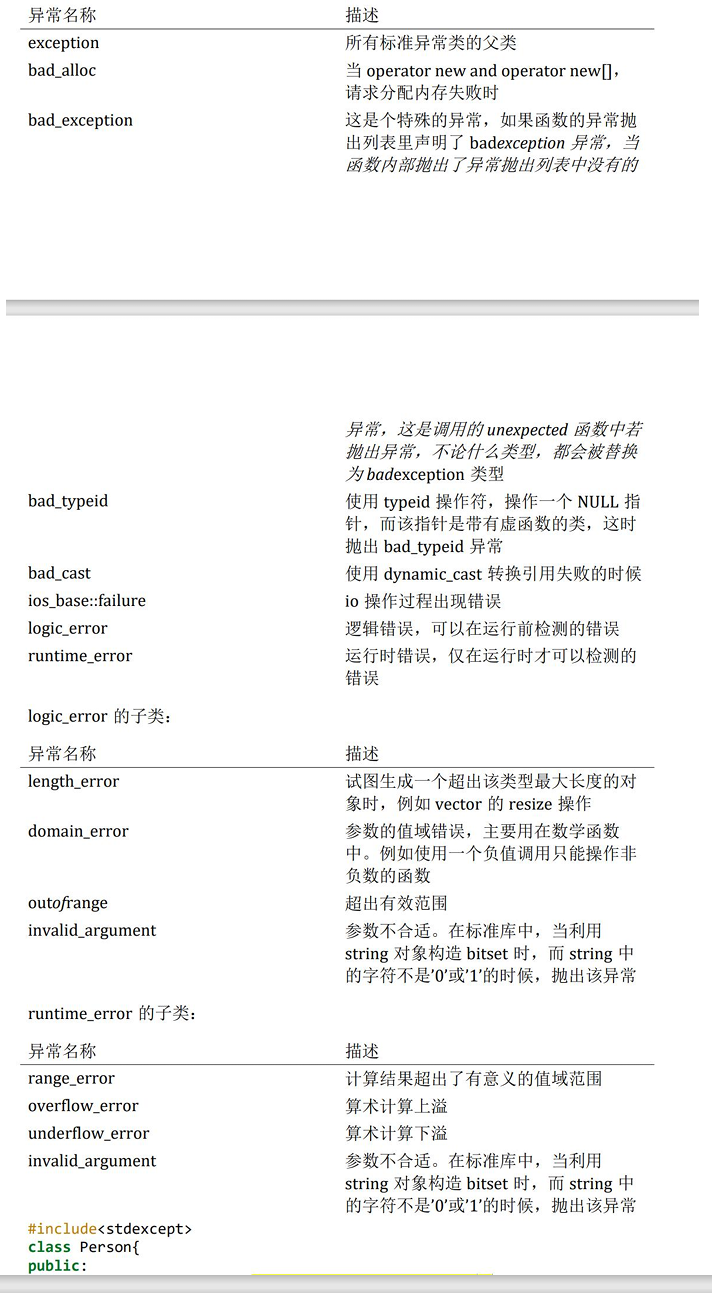 异常名称 描述
exception 所有标准异常类的父类
bad_alloc 当 operator new and operator new[]，
请求分配内存失败时
bad_exception 这是个特殊的异常，如果函数的异常抛
出列表里声明了 badexception 异常，当
函数内部抛出了异常抛出列表中没有的
异常，这是调用的 unexpected 函数中若
抛出异常，不论什么类型，都会被替换
为 badexception 类型
bad_typeid 使用 typeid 操作符，操作一个 NULL 指
针，而该指针是带有虚函数的类，这时
抛出 bad_typeid 异常
bad_cast 使用 dynamic_cast 转换引用失败的时候
ios_base::failure io 操作过程出现错误
logic_error 逻辑错误，可以在运行前检测的错误
runtime_error 运行时错误，仅在运行时才可以检测的
错误
logic_error 的子类：
异常名称 描述
length_error 试图生成一个超出该类型最大长度的对
象时，例如 vector 的 resize 操作
domain_error 参数的值域错误，主要用在数学函数
中。例如使用一个负值调用只能操作非
负数的函数
outofrange 超出有效范围
invalid_argument 参数不合适。在标准库中，当利用
string 对象构造 bitset 时，而 string 中
的字符不是’0’或’1’的时候，抛出该异常
runtime_error 的子类：
异常名称 描述
range_error 计算结果超出了有意义的值域范围
overflow_error 算术计算上溢
underflow_error 算术计算下溢
invalid_argument 参数不合适。在标准库中，当利用
string 对象构造 bitset 时，而 string 中
的字符不是’0’或’1’的时候，抛出该异常
#include<stdexcept>
class Person{
public: